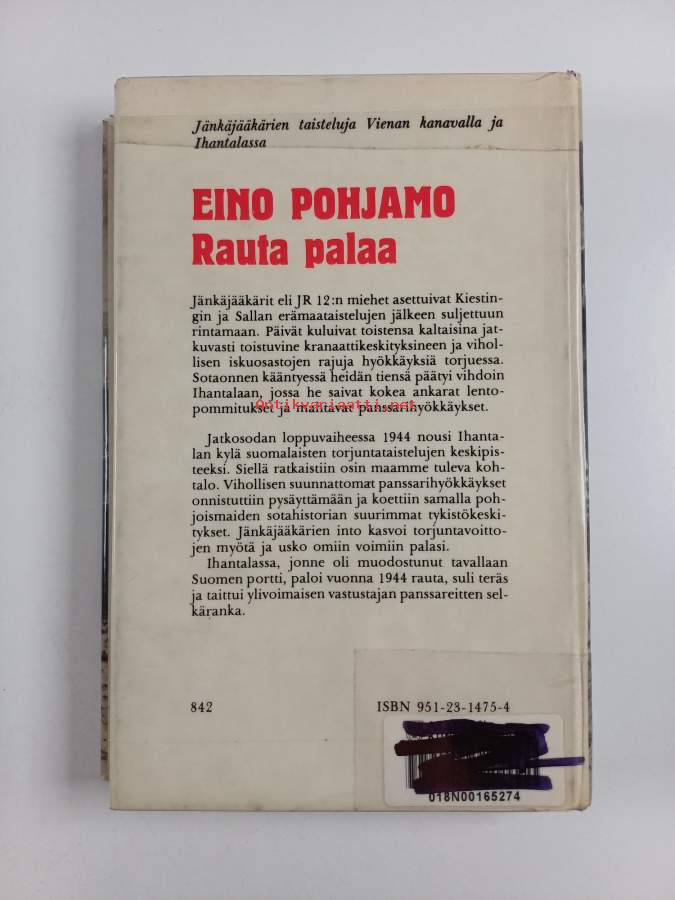 Jänkäjääkärien taisteluja Vienan kanavalla ja
Ihantalassa
EINO POHJAMO
Rauta palaa
Jänkäjääkärit eli JR 12:n miehet asettuivat Kiestin-
gin ja Sallan erämaataistelujen jälkeen suljettuun
rintamaan. Päivät kuluivat toistensa kaltaisina jat-
kuvasti toistuvine kranaattikeskityksineen ja vihol-
lisen iskuosastojen rajuja hyökkäyksiä torjuessa.
Sotaonnen kääntyessä heidän tiensä päätyi vihdoin
Ihantalaan, jossa he saivat kokea ankarat lento-
pommitukset ja mahtavat panssarihyökkäykset.
Antikvariaatti.net
Jatkosodan loppuvaiheessa 1944 nousi Ihanta-
lan kylä suomalaisten torjuntataistelujen keskipis-
teeksi. Siellä ratkaistiin osin maamme tuleva koh-
talo. Vihollisen suunnattomat panssarihyökkäykset
onnistuttiin pysäyttämään ja koettiin samalla poh-
joismaiden sotahistorian suurimmat tykistökeski-
tykset. Jänkäjääkärien into kasvoi torjuntavoitto-
jen myötä ja usko omiin voimiin palasi.
Ihantalassa, jonne oli muodostunut tavallaan
Suomen portti, paloi vuonna 1944 rauta, suli teräs
ja taittui ylivoimaisen vastustajan panssareitten sel-
käranka.
842
ISBN 951-23-1475-4
018N00165274